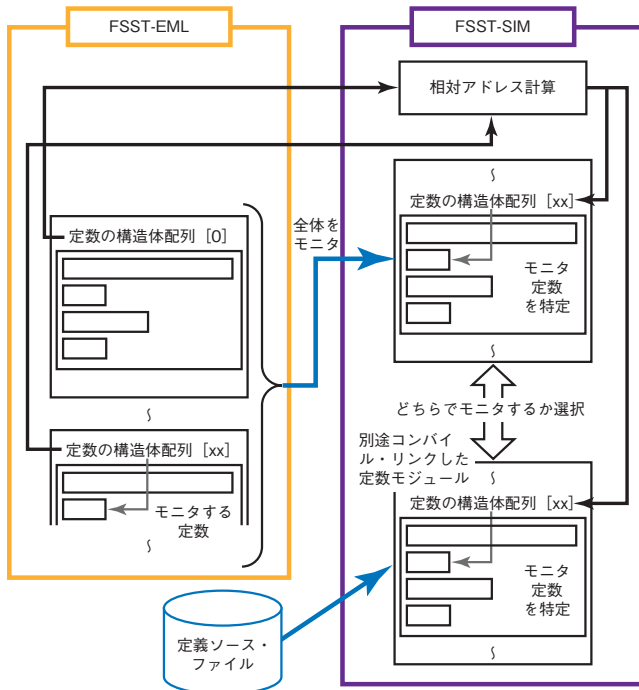 FSST-EML
定数の構造体配列［0］
〜
定数の構造体配列［xx］
モニタする
定数
〜
全体を
モニタ
定義ソース・
ファイル
FSST-SIM
相対アドレス計算
〜
定数の構造体配列［xx］
モニタ
定数
を特定
〜
どちらでモニタするか選択
別途コンパイ
ル・リンクした
定数モジュール
〜
定数の構造体配列［xx］
モニタ
定数
を特定
〜